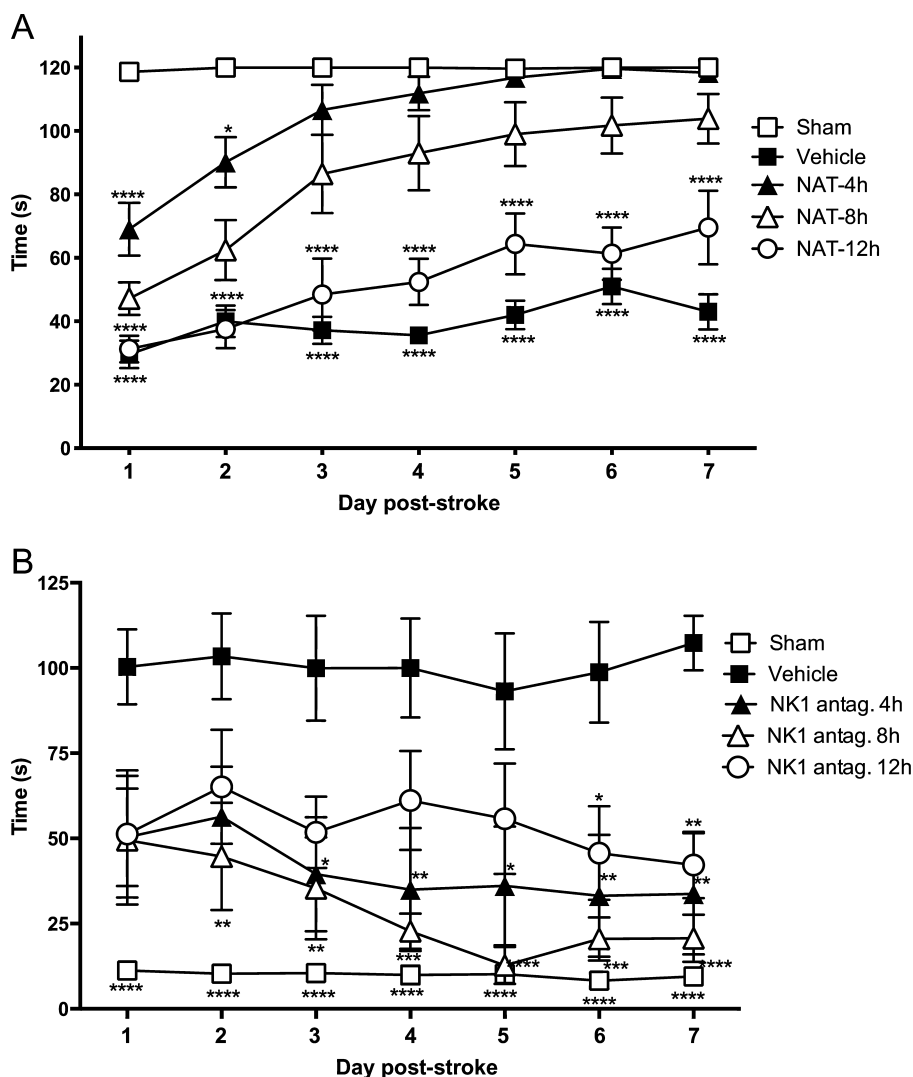 A
Time (s)
120
100
80
60
40
20
0
****
*
****
****
****
****
****
****
****
****
****
****
****
****
****
1 2 3 4 5 6 7
Day post-stroke
Sham
Vehicle
NAT-4h
NAT-8h
NAT-12h
B
Time (s)
125
100
75
50
25
0
*
**
*
**
*
**
**
**
**
***
****
***
****
****
****
****
****
****
****
****
1 2 3 4 5 6 7
Day post-stroke
Sham
Vehicle
NK1 antag. 4h
NK1 antag. 8h
NK1 antag. 12h